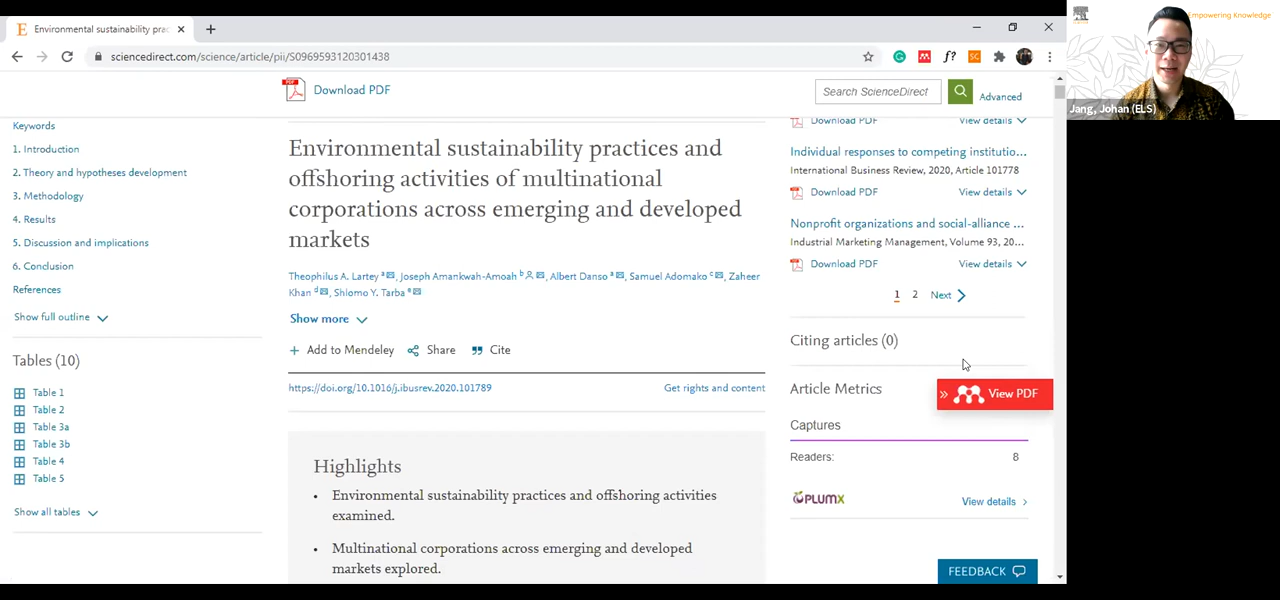 Environmental sustainability prac
sciencedirect.com/science/article/pii/S0969593120301438
f?
SC
Empowering Knowledge
Jang, Johan (ELS)
PDF
Download PDF
Search ScienceDirect
Advanced
Keywords
1. Introduction
2. Theory and hypotheses development
3. Methodology
4. Results
5. Discussion and implications
6. Conclusion
References
Show full outline
Tables (10)
Table 1
Table 2
Table 3a
Table 3b
Table 4
Table 5
Show all tables
Environmental sustainability practices and
offshoring activities of multinational
corporations across emerging and developed
markets
Theophilus A. Lartey a, Joseph Amankwah-Amoah b, Albert Danso a, Samuel Adomako c, Zaheer
Khan d, Shlomo Y. Tarba e
Show more
+ Add to Mendeley Share Cite
https://doi.org/10.1016/j.ibusrev.2020.101789 Get rights and content
Highlights
• Environmental sustainability practices and offshoring activities
examined.
• Multinational corporations across emerging and developed
markets explored.
Download PDF View details
Individual responses to competing institutio...
International Business Review, 2020, Article 101778
Download PDF View details
Nonprofit organizations and social-alliance ...
Industrial Marketing Management, Volume 93, 20...
Download PDF View details
1 2 Next
Citing articles (0)
Article Metrics
» View PDF
Captures
Readers: 8
PLUMX View details
FEEDBACK